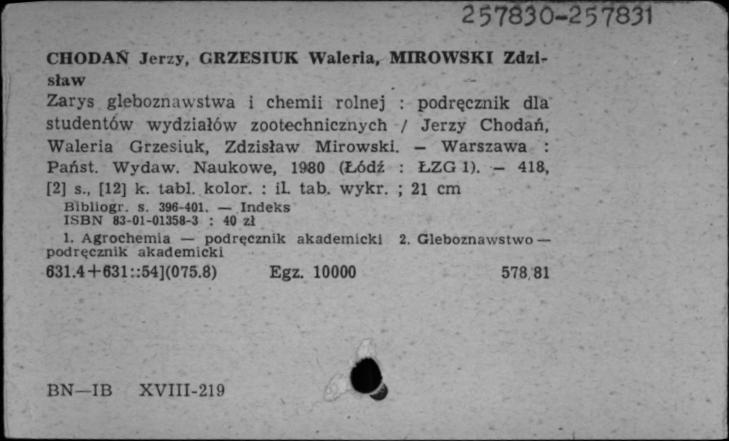 257830-257831
CHODAŃ Jerzy, GRZESIUK Waleria, MIROWSKI Zdzi-
sław
Zarys gleboznawstwa i chemii rolnej : podręcznik dla
studentów wydziałów zootechnicznych / Jerzy Chodań,
Waleria Grzesiuk, Zdzisław Mirowski. — Warszawa :
Państ. Wydaw. Naukowe, 1980 (Łódź : ŁZG 1). — 418,
[2] s., [12] k. tabl. kolor. : il. tab. wykr. ; 21 cm
Bibliogr. s. 396-401. — Indeks
ISBN 83-01-01358-3 : 40 zł
1. Agrochemia — podręcznik akademicki 2. Gleboznawstwo —
podręcznik akademicki
631.4+631::54](075.8) Egz. 10000 578/81
BN—IB XVIII-219